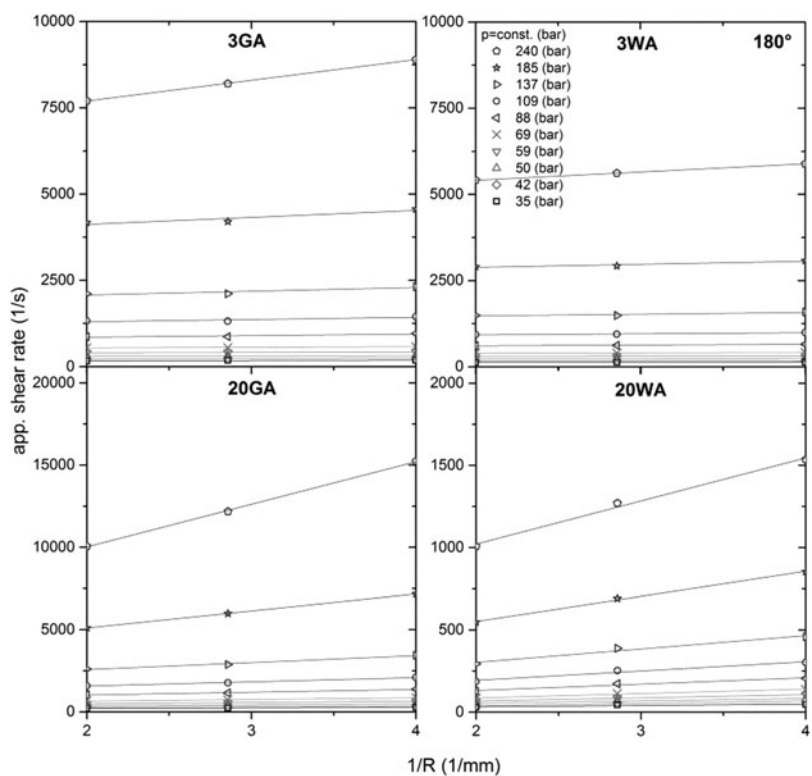 3GA
3WA
180°
p=const. (bar)
240 (bar)
185 (bar)
137 (bar)
109 (bar)
88 (bar)
69 (bar)
59 (bar)
50 (bar)
42 (bar)
35 (bar)
10000
7500
5000
2500
0
10000
7500
5000
2500
0
app. shear rate (1/s)
20GA
20WA
20000
15000
10000
5000
0
2000
1500
1000
500
0
2
3
4
2
3
4
1/R (1/mm)